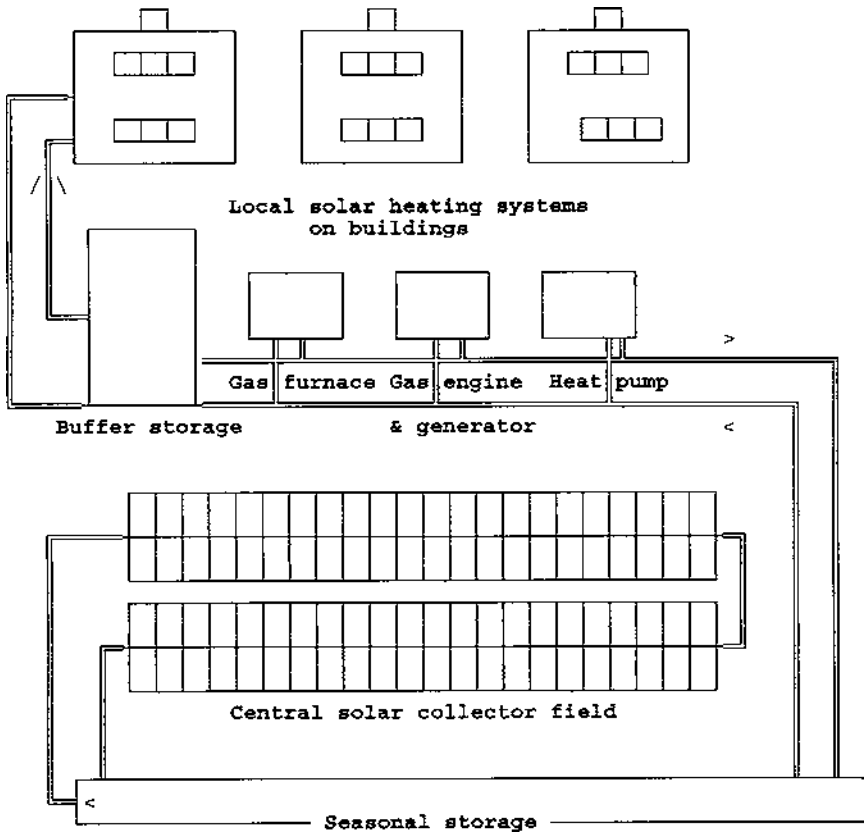 Local solar heating systems
on buildings
>
Gas furnace Gas engine Heat pump
Buffer storage & generator <
Central solar collector field
<
Seasonal storage